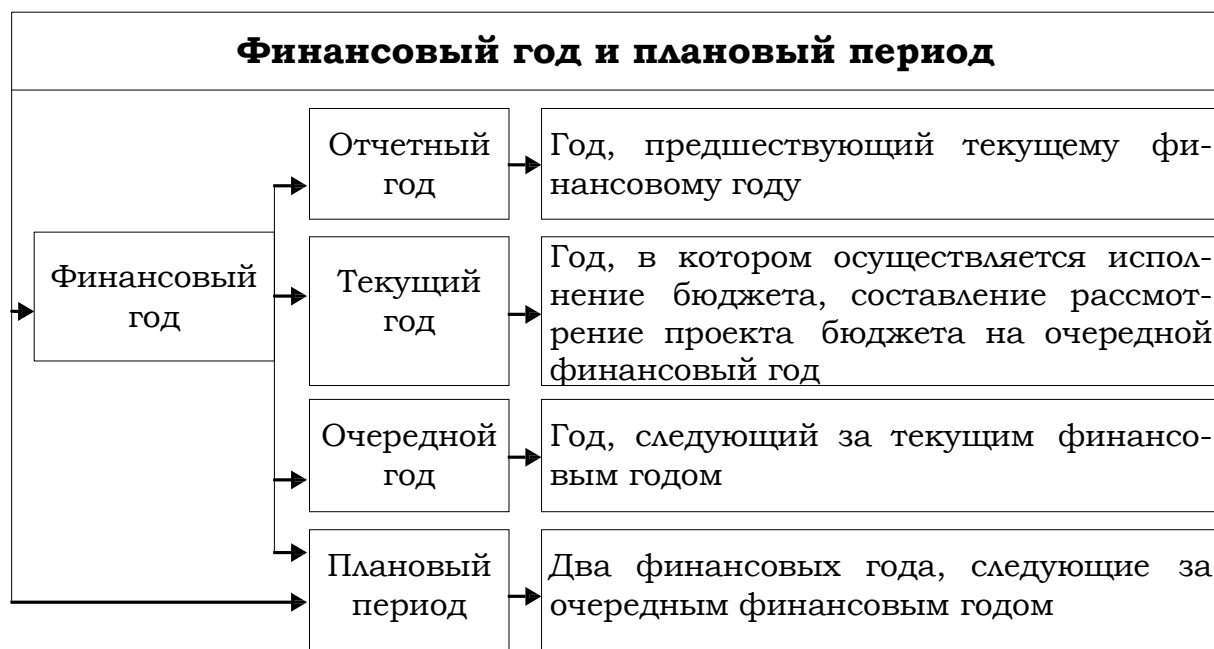 Финансовый год и плановый период
Отчетный
год
Год, предшествующий текущему фи-
нансовому году
Финансовый
год
Текущий
год
Год, в котором осуществляется испол-
нение бюджета, составление рассмот-
рение проекта бюджета на очередной
финансовый год
Очередной
год
Год, следующий за текущим финансо-
вым годом
Плановый
период
Два финансовых года, следующие за
очередным финансовым годом